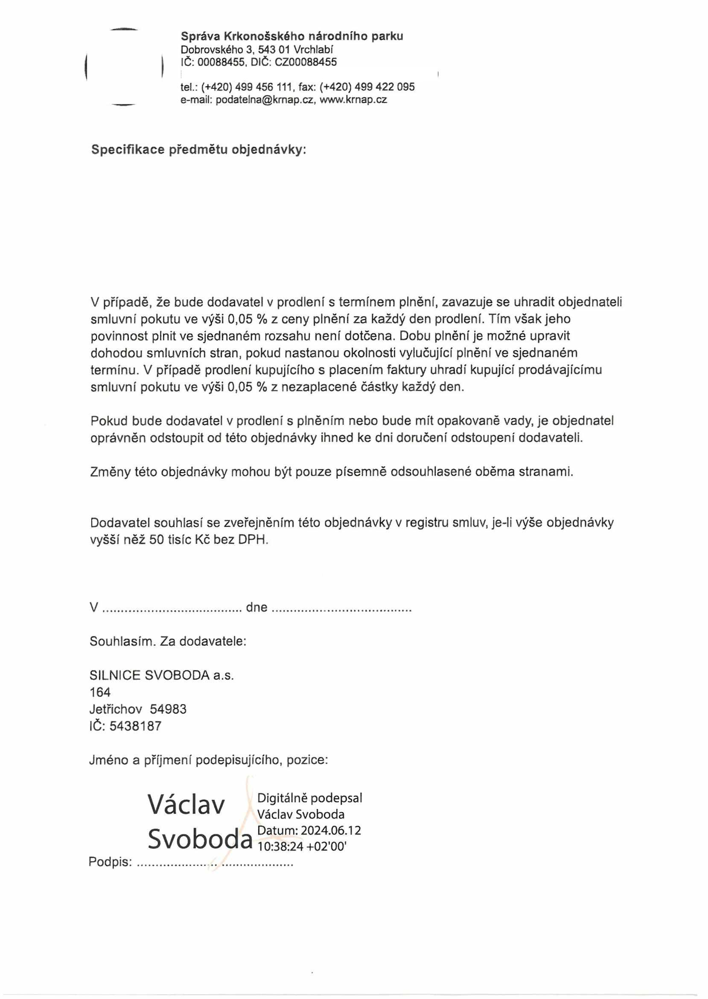 Správa Krkonošského národního parku
Dobrovského 3, 543 01 Vrchlabí
IČ: 00088455, DIČ: CZ00088455
tel.: (+420) 499 456 111, fax: (+420) 499 422 095
e-mail: podatelna@krnap.cz, www.krnap.cz
Specifikace předmětu objednávky:
V případě, že bude dodavatel v prodlení s termínem plnění, zavazuje se uhradit objednateli
smluvní pokutu ve výši 0,05 % z ceny plnění za každý den prodlení. Tím však jeho
povinnost plnit ve sjednaném rozsahu není dotčena. Dobu plnění je možné upravit
dohodou smluvních stran, pokud nastanou okolnosti vylučující plnění ve sjednaném
termínu. V případě prodlení kupujícího s placením faktury uhradí kupující prodávajícímu
smluvní pokutu ve výši 0,05 % z nezaplacené částky každý den.
Pokud bude dodavatel v prodlení s plněním nebo bude mít opakovaně vady, je objednatel
oprávněn odstoupit od této objednávky ihned ke dni doručení odstoupení dodavateli.
Změny této objednávky mohou být pouze písemně odsouhlasené oběma stranami.
Dodavatel souhlasí se zveřejněním této objednávky v registru smluv, je-li výše objednávky
vyšší něž 50 tisíc Kč bez DPH.
V ..................................... dne .....................................
Souhlasím. Za dodavatele:
SILNICE SVOBODA a.s.
164
Jetřichov 54983
IČ: 5438187
Jméno a příjmení podepisujícího, pozice:
Václav
Svoboda
Digitálně podepsal
Václav Svoboda
Datum: 2024.06.12
10:38:24 +02'00'
Podpis: .........................................